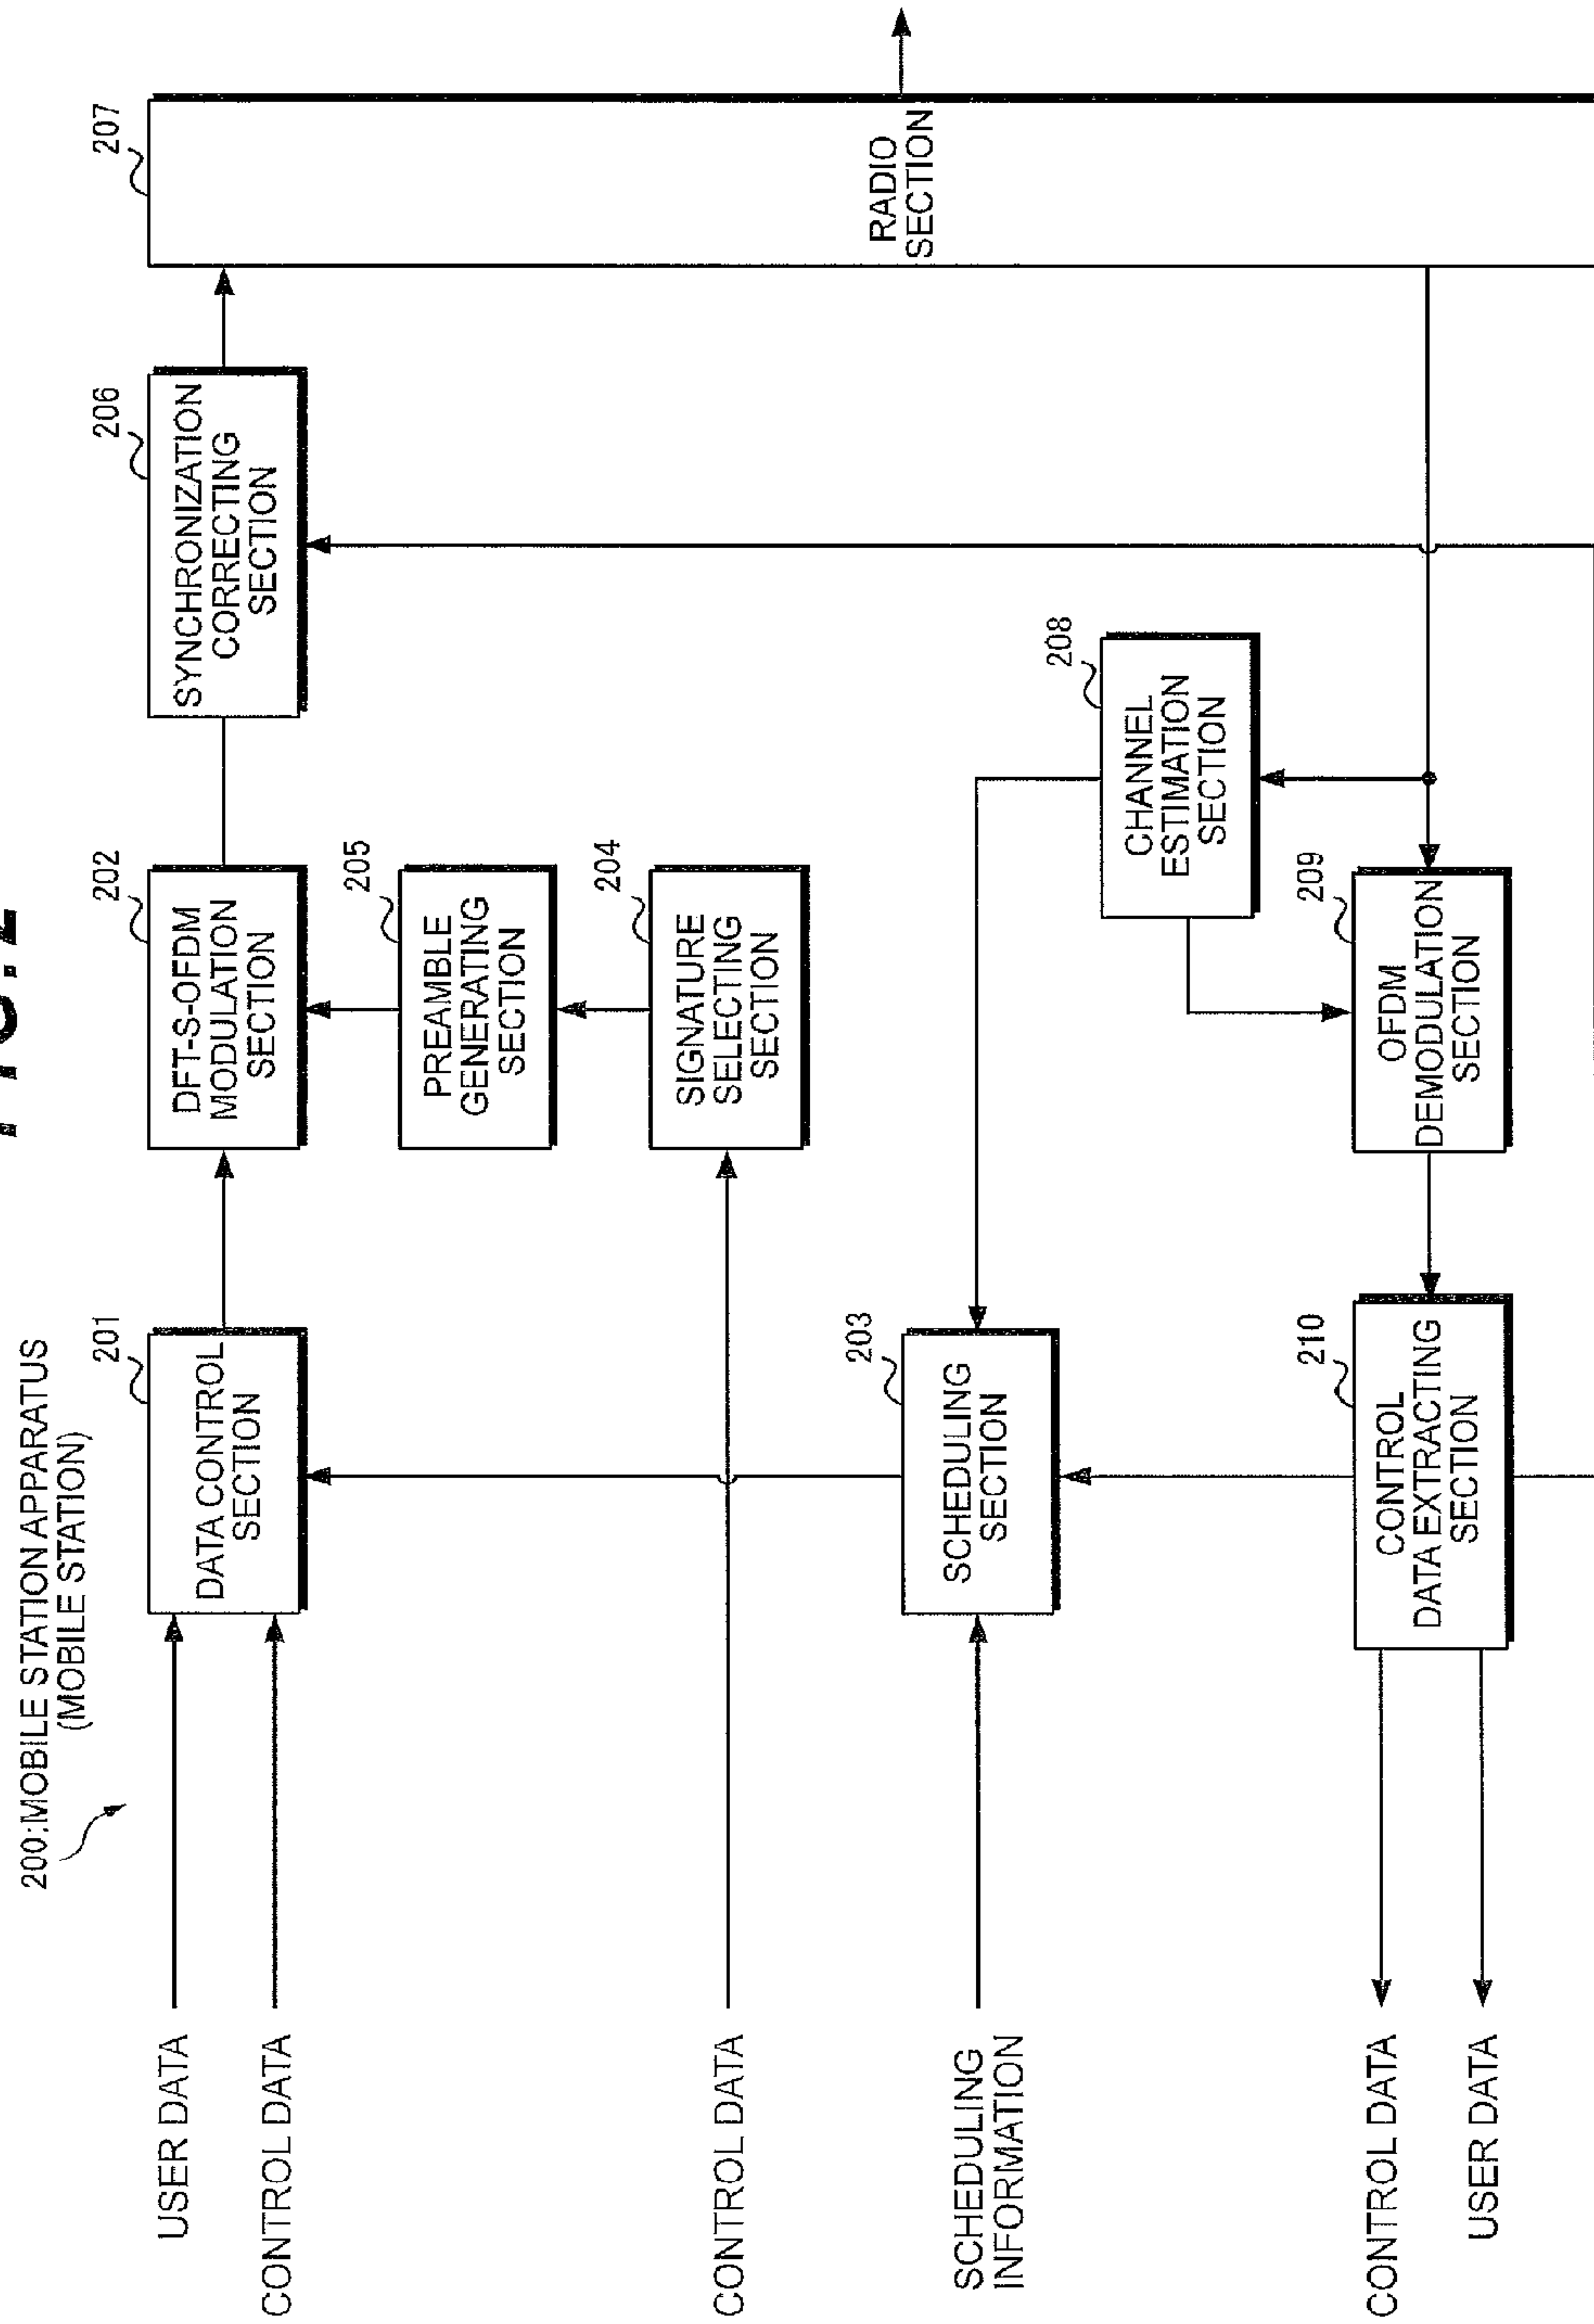 200:MOBILE STATION APPARATUS
(MOBILE STATION)
USER DATA
CONTROL DATA
201
DATA CONTROL
SECTION
202
DFT-S-OFDM
MODULATION
SECTION
206
SYNCHRONIZATION
CORRECTING
SECTION
207
RADIO
SECTION
205
PREAMBLE
GENERATING
SECTION
CONTROL DATA
204
SIGNATURE
SELECTING
SECTION
SCHEDULING
INFORMATION
203
SCHEDULING
SECTION
208
CHANNEL
ESTIMATION
SECTION
CONTROL DATA
USER DATA
210
CONTROL
DATA EXTRACTING
SECTION
209
OFDM
DEMODULATION
SECTION